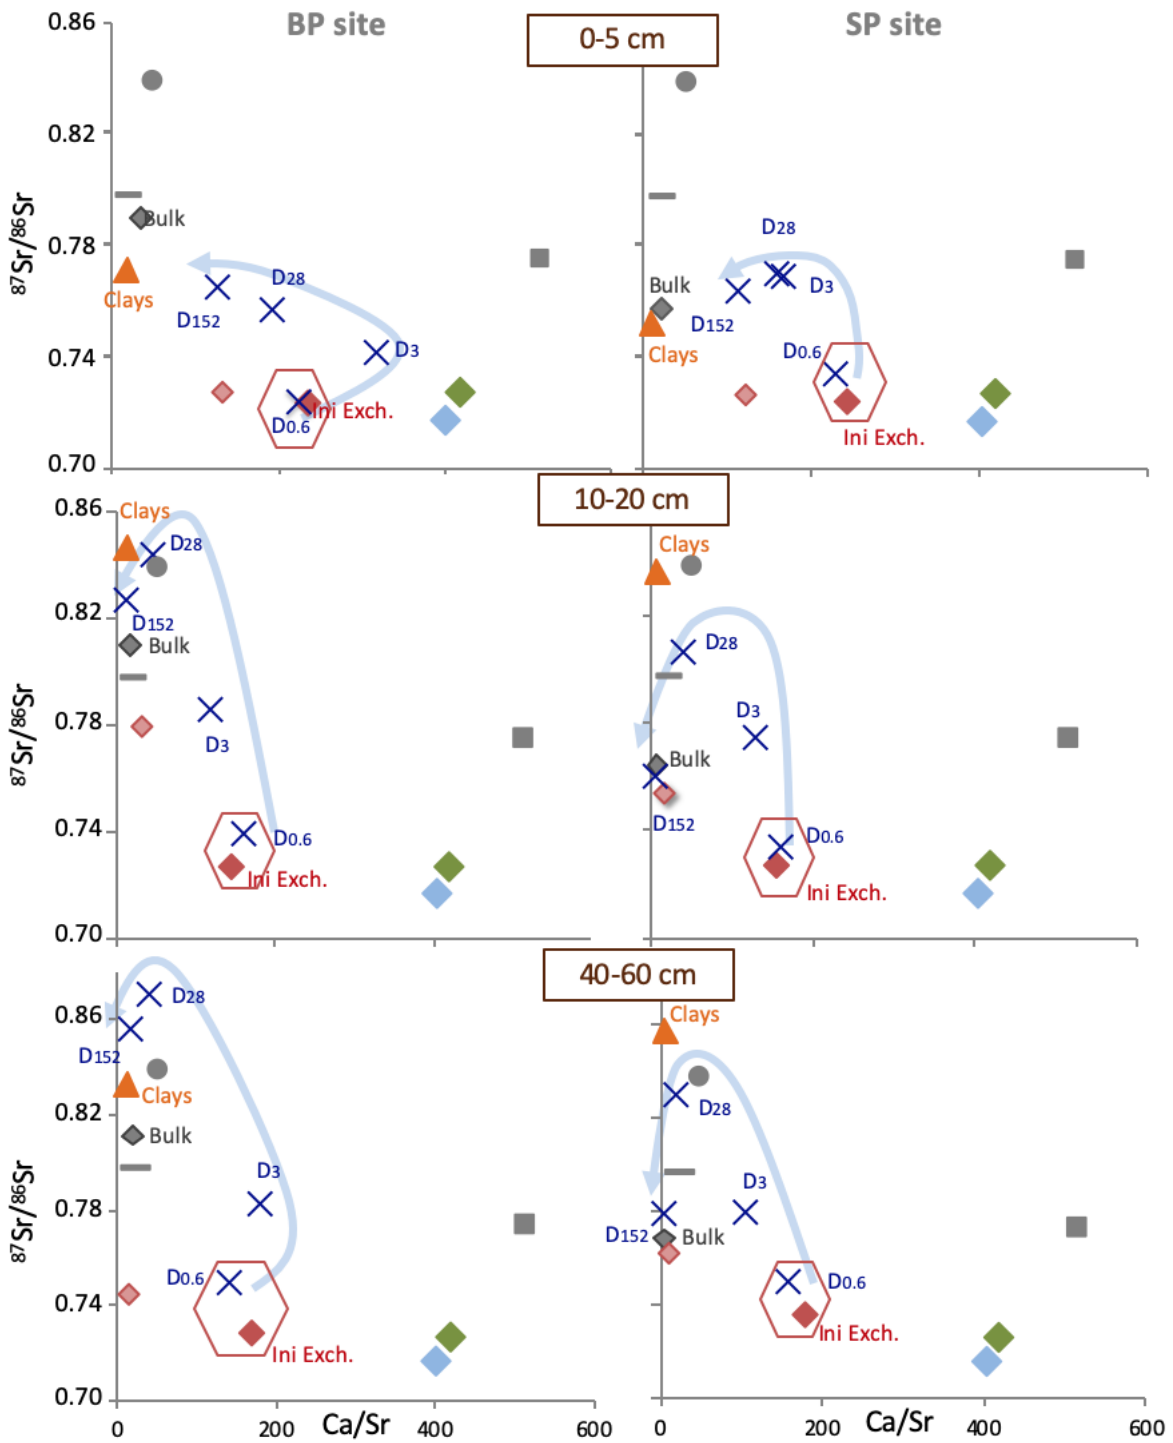 BP site
0-5 cm
SP site
0.86
0.82
0.78
0.74
0.70
87Sr/86Sr
Bulk
Clays
D28
D152
D3
D0.6
Ini Exch.
D28
Bulk
D3
D152
Clays
D0.6
Ini Exch.
10-20 cm
0.86
0.82
0.78
0.74
0.70
87Sr/86Sr
Clays
D28
D152
Bulk
D3
D0.6
Ini Exch.
Clays
D28
D3
Bulk
D152
D0.6
Ini Exch.
40-60 cm
0.86
0.82
0.78
0.74
0.70
87Sr/86Sr
D28
D152
Clays
Bulk
D3
D0.6
Ini Exch.
0 200 400 600
Ca/Sr
Clays
D28
D3
D152
Bulk
D0.6
Ini Exch.
0 200 400 600
Ca/Sr